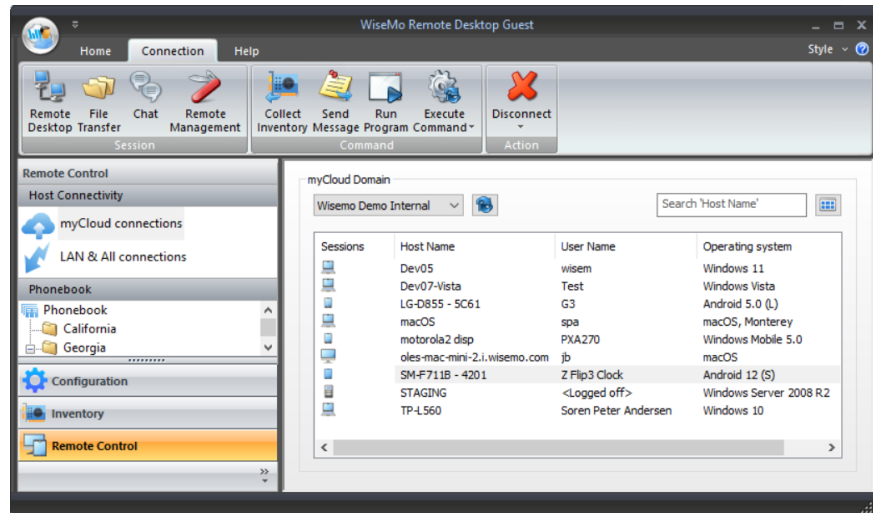 WiseMo Remote Desktop Guest
Home Connection Help Style
Remote Desktop File Transfer Chat Remote Management Collect Inventory Send Message Run Program Execute Command Disconnect
Session Command Action
Remote Control
Host Connectivity
myCloud connections
LAN & All connections
Phonebook
Phonebook
California
Georgia
Configuration
Inventory
Remote Control
myCloud Domain
Wisemo Demo Internal Search 'Host Name'
Sessions Host Name User Name Operating system
Dev05 wisem Windows 11
Dev07-Vista Test Windows Vista
LG-D855 - 5C61 G3 Android 5.0 (L)
macOS spa macOS, Monterey
motorola2 disp PXA270 Windows Mobile 5.0
oles-mac-mini-2.i.wisemo.com jb macOS
SM-F711B - 4201 Z Flip3 Clock Android 12 (S)
STAGING <Logged off> Windows Server 2008 R2
TP-L560 Soren Peter Andersen Windows 10